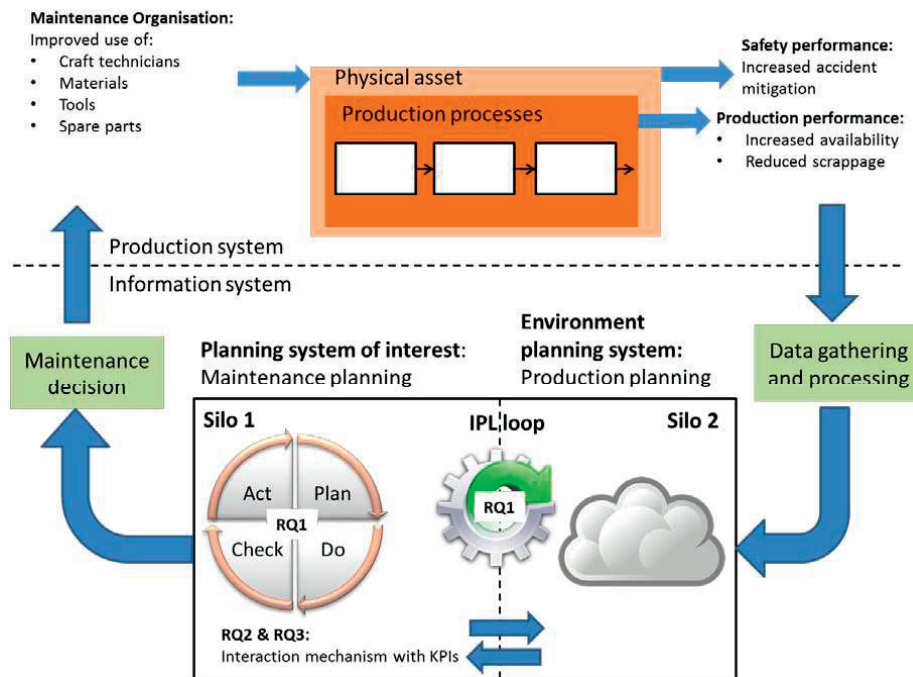 Maintenance Organisation:
Improved use of:
• Craft technicians
• Materials
• Tools
• Spare parts
Physical asset
Production processes
Safety performance:
Increased accident
mitigation
Production performance:
• Increased availability
• Reduced scrappage
Production system
Information system
Maintenance
decision
Planning system of interest:
Maintenance planning
Environment
planning system:
Production planning
Data gathering
and processing
Silo 1
IPL loop
Silo 2
Act
Plan
RQ1
Check
Do
RQ1
RQ2 & RQ3:
Interaction mechanism with KPIs